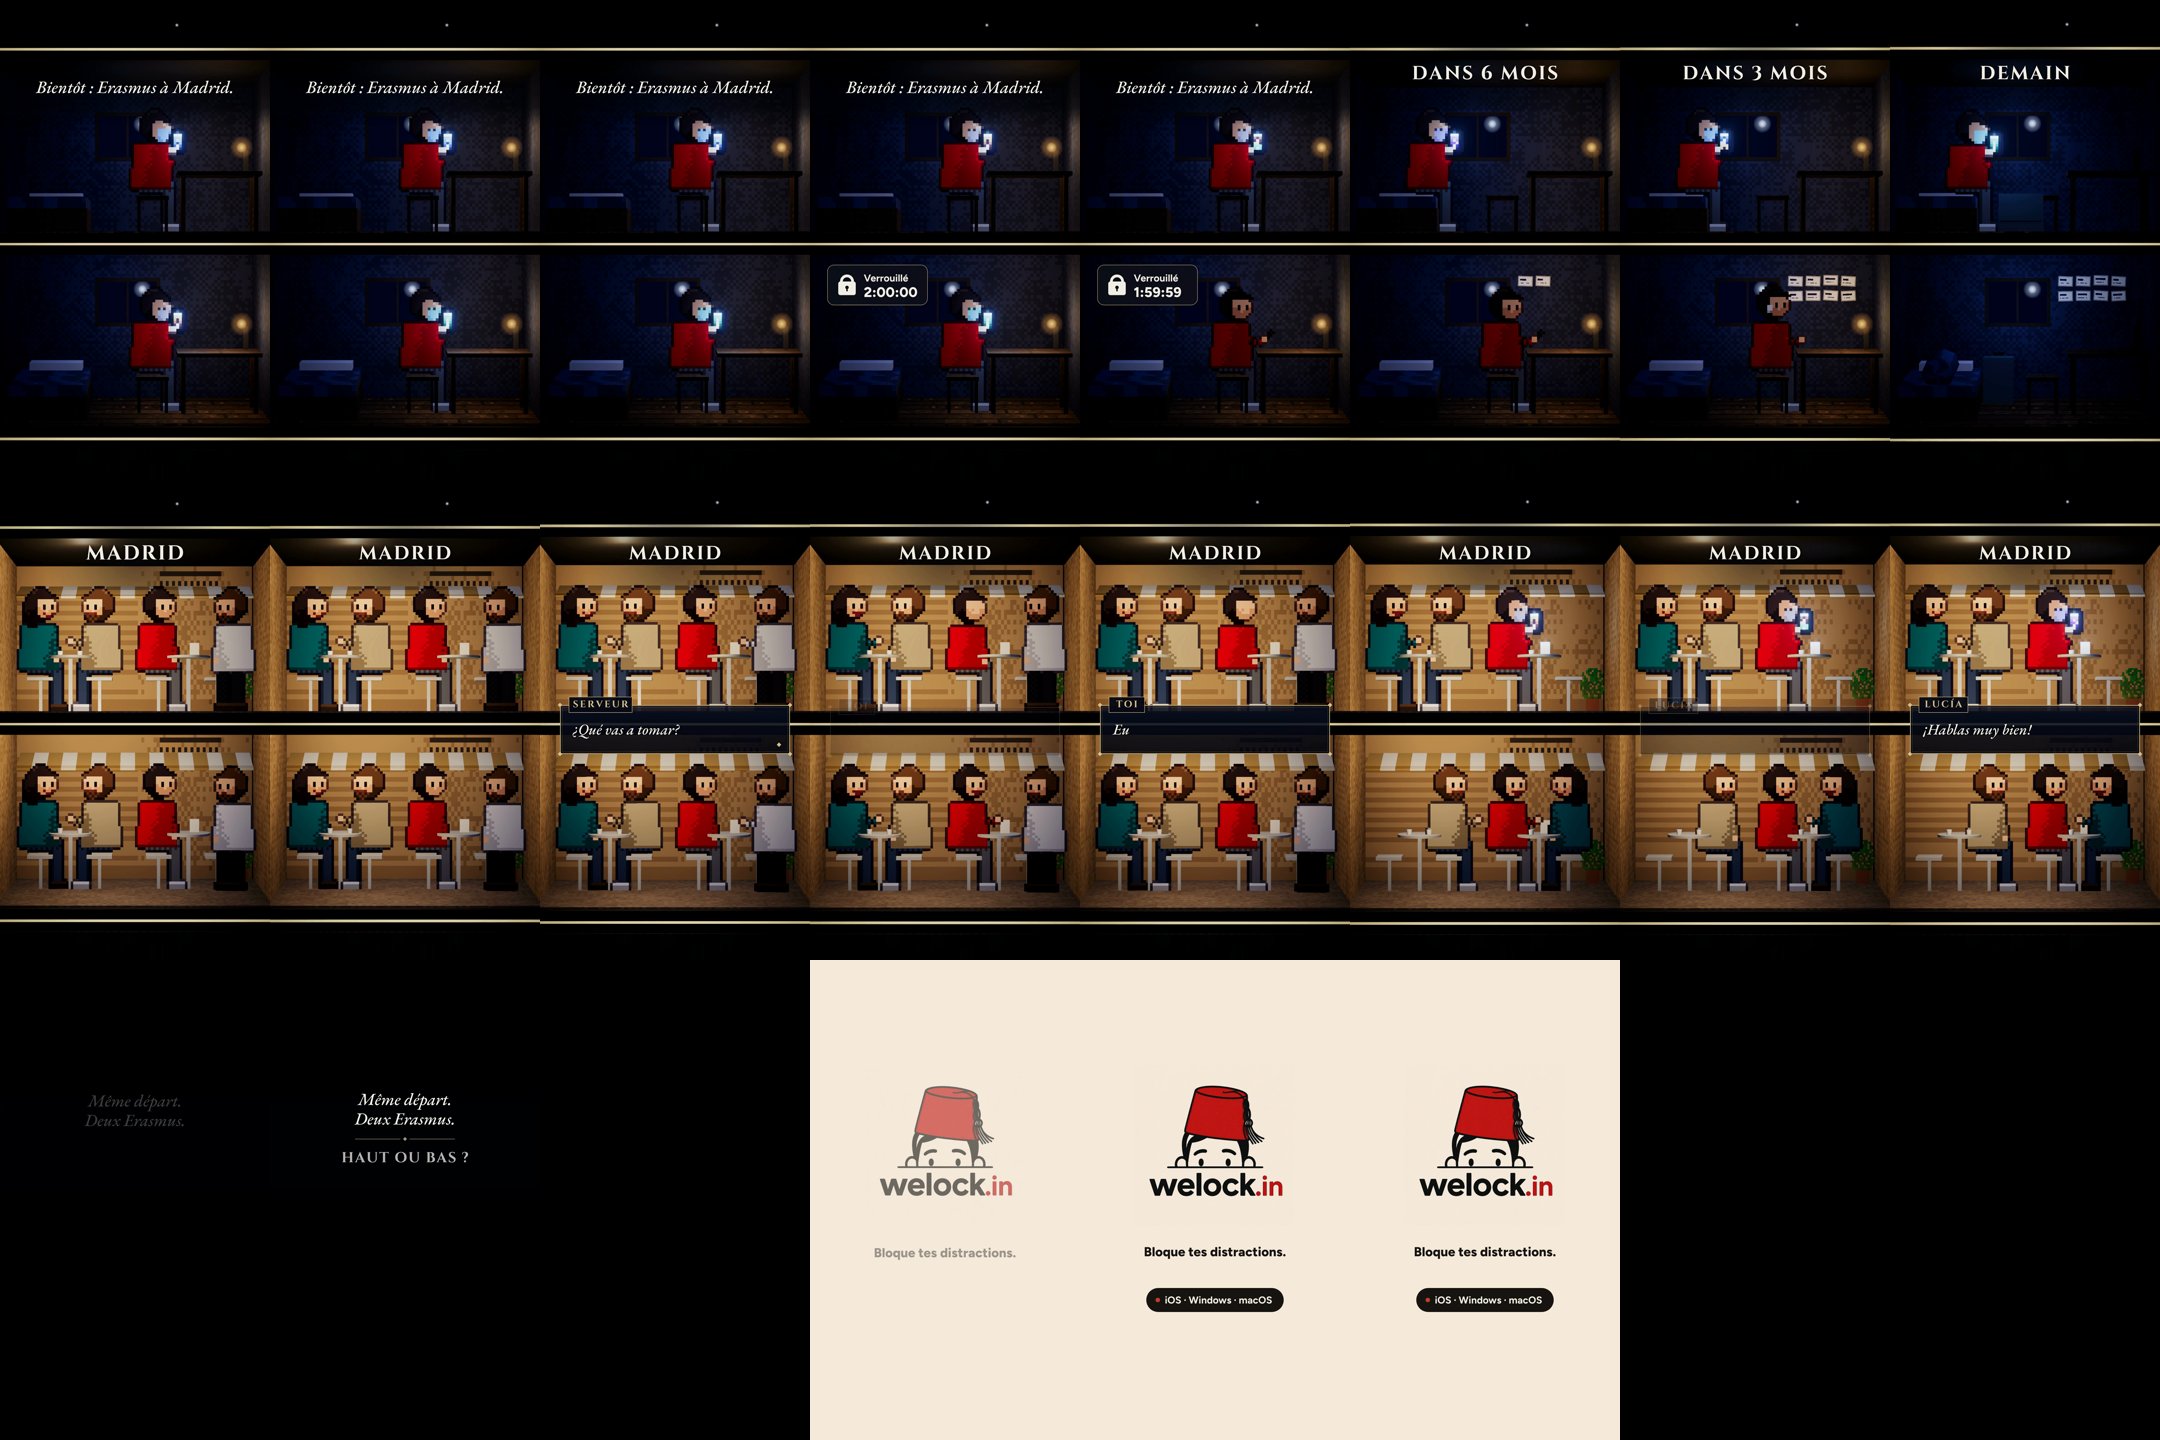 Bientôt : Erasmus à Madrid.
Bientôt : Erasmus à Madrid.
Bientôt : Erasmus à Madrid.
Bientôt : Erasmus à Madrid.
Bientôt : Erasmus à Madrid.
DANS 6 MOIS
DANS 3 MOIS
DEMAIN
Verrouillé
2:00:00
Verrouillé
1:59:59
MADRID
MADRID
MADRID
MADRID
MADRID
MADRID
MADRID
MADRID
SERVEUR
¿Qué vas a tomar?
TOI
TOI
Eu
LUCÍA
LUCÍA
¡Hablas muy bien!
Même départ.
Deux Erasmus.
Même départ.
Deux Erasmus.
HAUT OU BAS ?
welock.in
Bloque tes distractions.
welock.in
Bloque tes distractions.
iOS · Windows · macOS
welock.in
Bloque tes distractions.
iOS · Windows · macOS